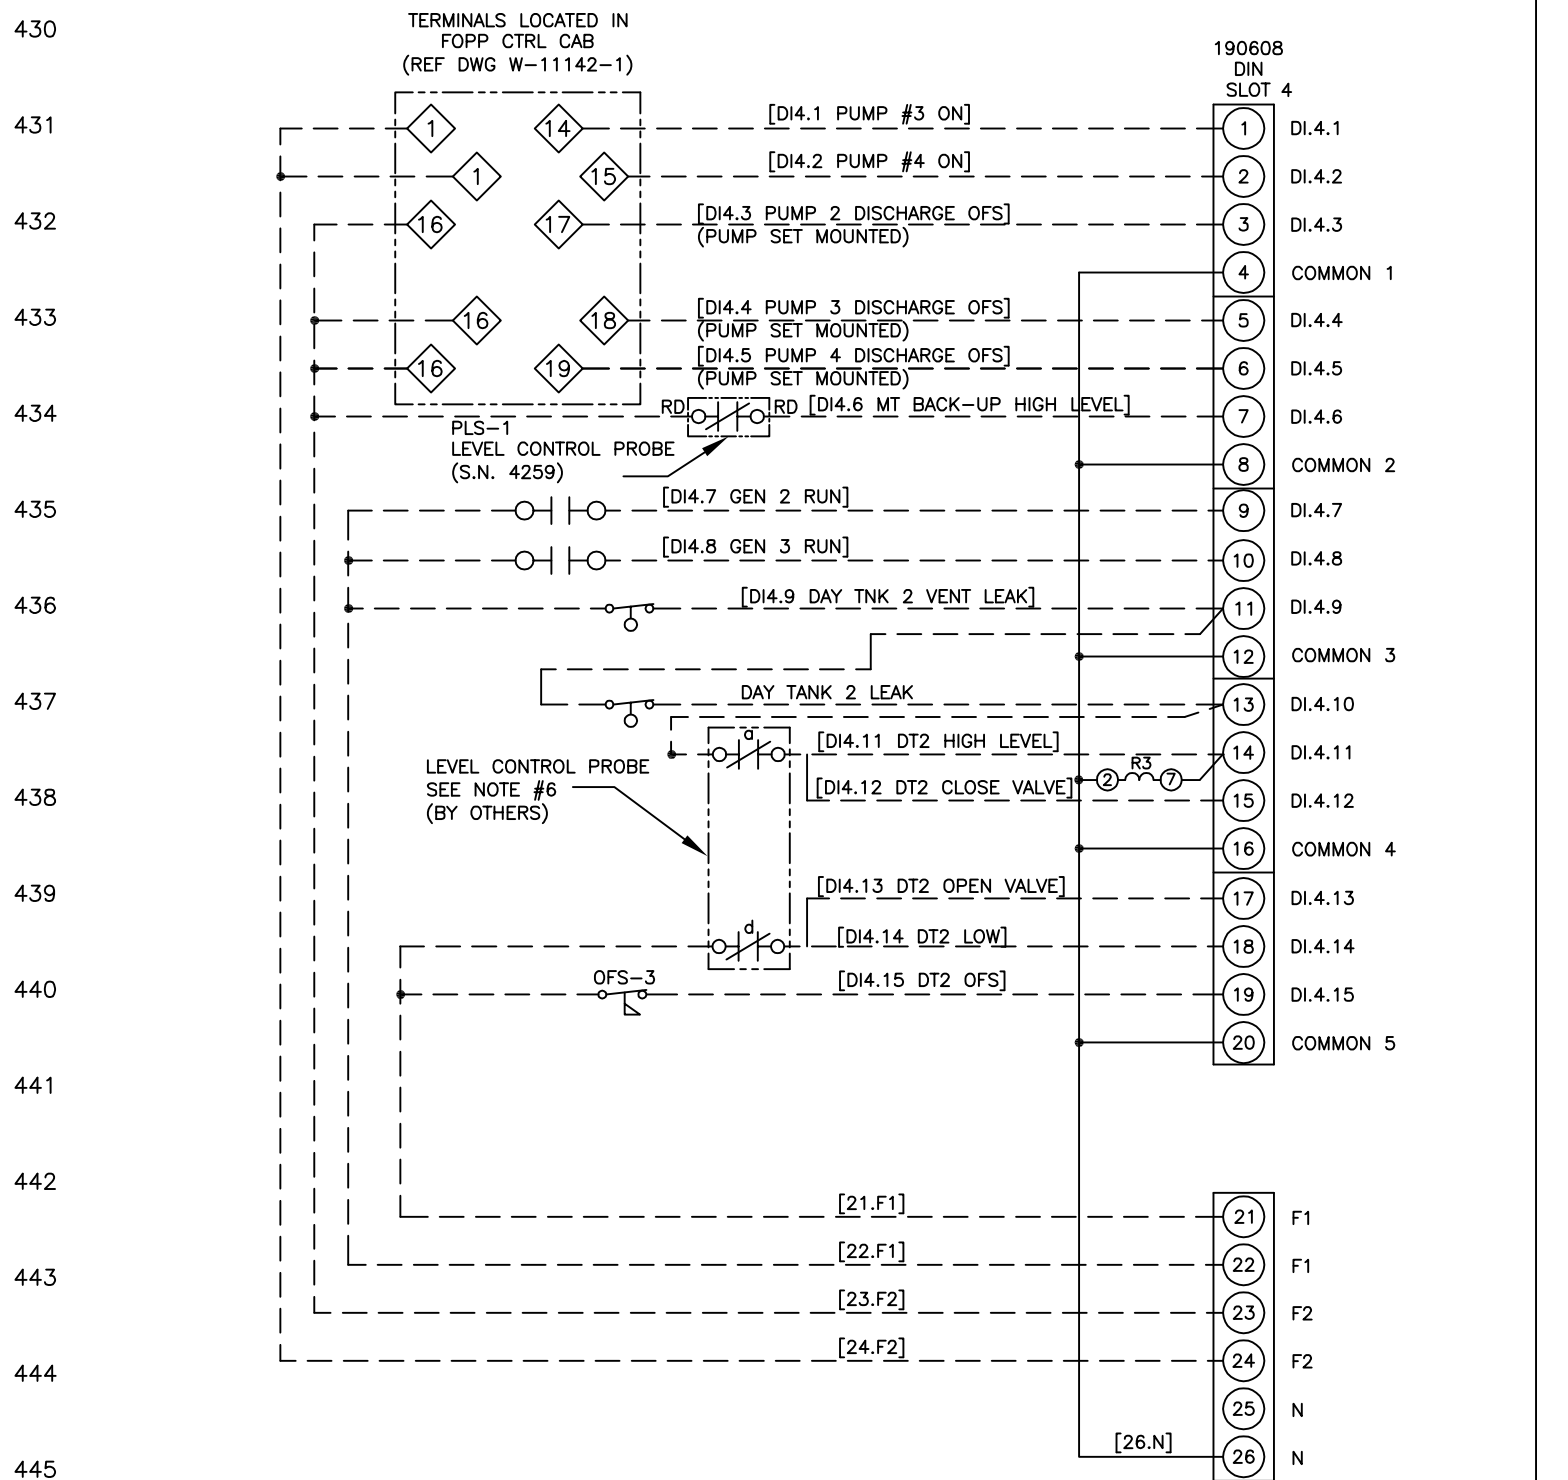 430
TERMINALS LOCATED IN
FOPP CTRL CAB
(REF DWG W-11142-1)
190608
DIN
SLOT 4
431
1
14
[DI4.1 PUMP #3 ON]
1
DI.4.1
1
15
[DI4.2 PUMP #4 ON]
2
DI.4.2
432
16
17
[DI4.3 PUMP 2 DISCHARGE OFS]
(PUMP SET MOUNTED)
3
DI.4.3
4
COMMON 1
433
16
18
[DI4.4 PUMP 3 DISCHARGE OFS]
(PUMP SET MOUNTED)
5
DI.4.4
16
19
[DI4.5 PUMP 4 DISCHARGE OFS]
(PUMP SET MOUNTED)
6
DI.4.5
434
RD
RD
[DI4.6 MT BACK-UP HIGH LEVEL]
7
DI.4.6
PLS-1
LEVEL CONTROL PROBE
(S.N. 4259)
8
COMMON 2
435
[DI4.7 GEN 2 RUN]
9
DI.4.7
[DI4.8 GEN 3 RUN]
10
DI.4.8
436
[DI4.9 DAY TNK 2 VENT LEAK]
11
DI.4.9
12
COMMON 3
437
DAY TANK 2 LEAK
13
DI.4.10
a
[DI4.11 DT2 HIGH LEVEL]
14
DI.4.11
LEVEL CONTROL PROBE
SEE NOTE #6
(BY OTHERS)
R3
2
7
438
[DI4.12 DT2 CLOSE VALVE]
15
DI.4.12
16
COMMON 4
439
[DI4.13 DT2 OPEN VALVE]
17
DI.4.13
d
[DI4.14 DT2 LOW]
18
DI.4.14
440
OFS-3
[DI4.15 DT2 OFS]
19
DI.4.15
20
COMMON 5
441
442
[21.F1]
21
F1
443
[22.F1]
22
F1
[23.F2]
23
F2
444
[24.F2]
24
F2
25
N
445
[26.N]
26
N